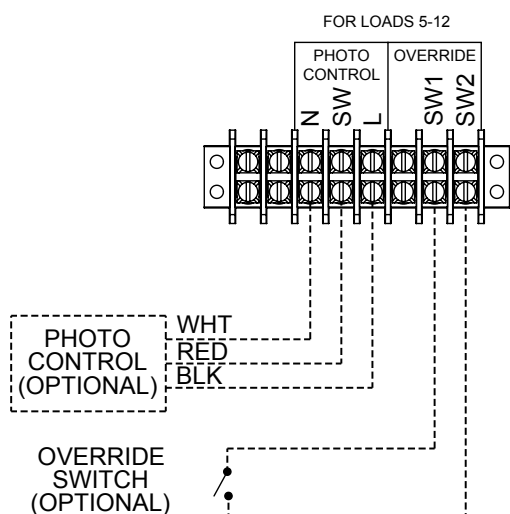 FOR LOADS 5-12
PHOTO
CONTROL
OVERRIDE
N
SW
L
SW1
SW2
WHT
RED
BLK
PHOTO
CONTROL
(OPTIONAL)
OVERRIDE
SWITCH
(OPTIONAL)